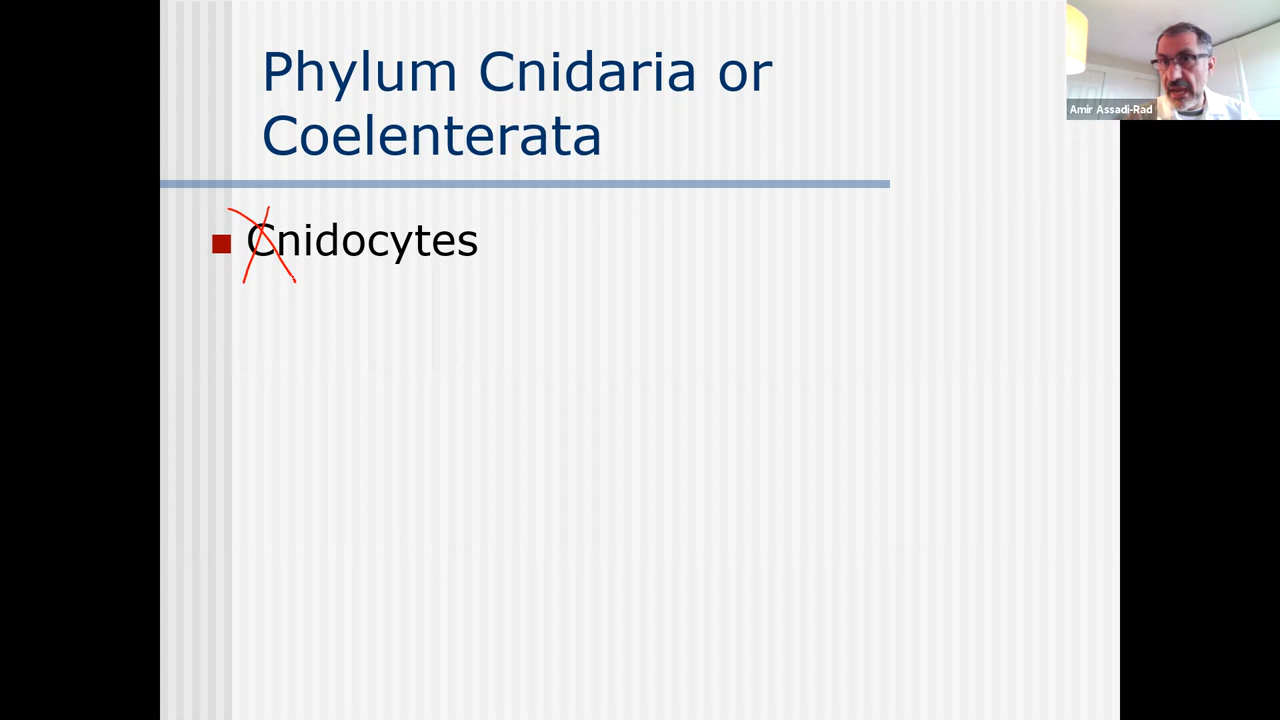 Phylum Cnidaria or
Coelenterata
Cnidocytes
Amir Assadi-Rad